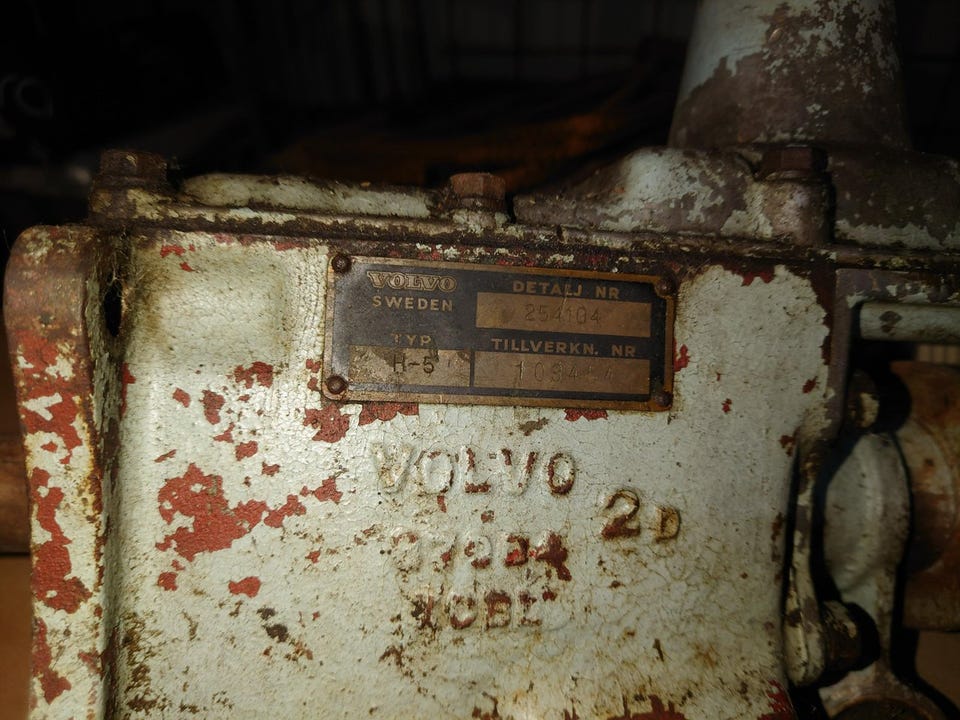 VOLVO
SWEDEN
DETALJ NR
254104
TYP
H-5
TILLVERKN. NR
VOLVO
2D